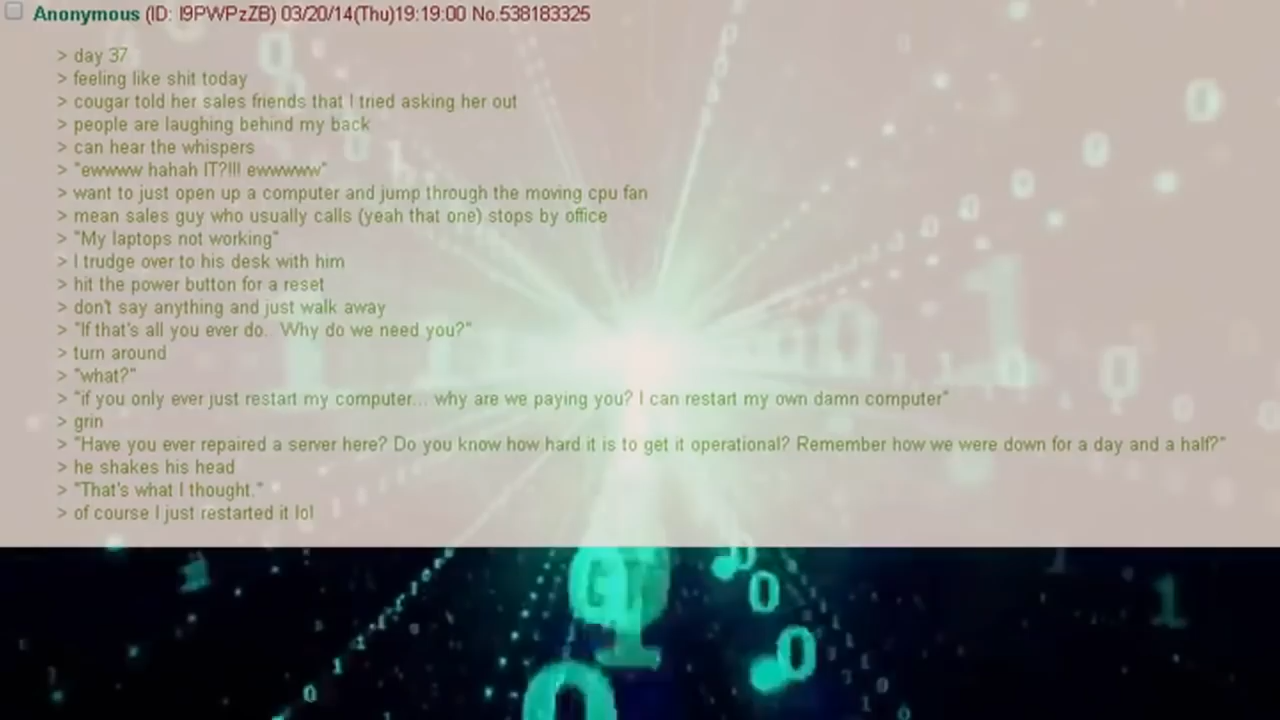 Anonymous (ID: I9PWPzZB) 03/20/14(Thu)19:19:00 No.538183325
> day 37
> feeling like shit today
> cougar told her sales friends that I tried asking her out
> people are laughing behind my back
> can hear the whispers
> "ewwww hahah IT?!!! ewwwww"
> want to just open up a computer and jump through the moving cpu fan
> mean sales guy who usually calls (yeah that one) stops by office
> "My laptops not working"
> I trudge over to his desk with him
> hit the power button for a reset
> don't say anything and just walk away
> "If that's all you ever do.  Why do we need you?"
> turn around
> "what?"
> "if you only ever just restart my computer... why are we paying you? I can restart my own damn computer"
> grin
> "Have you ever repaired a server here? Do you know how hard it is to get it operational? Remember how we were down for a day and a half?"
> he shakes his head
> "That's what I thought."
> of course I just restarted it lol